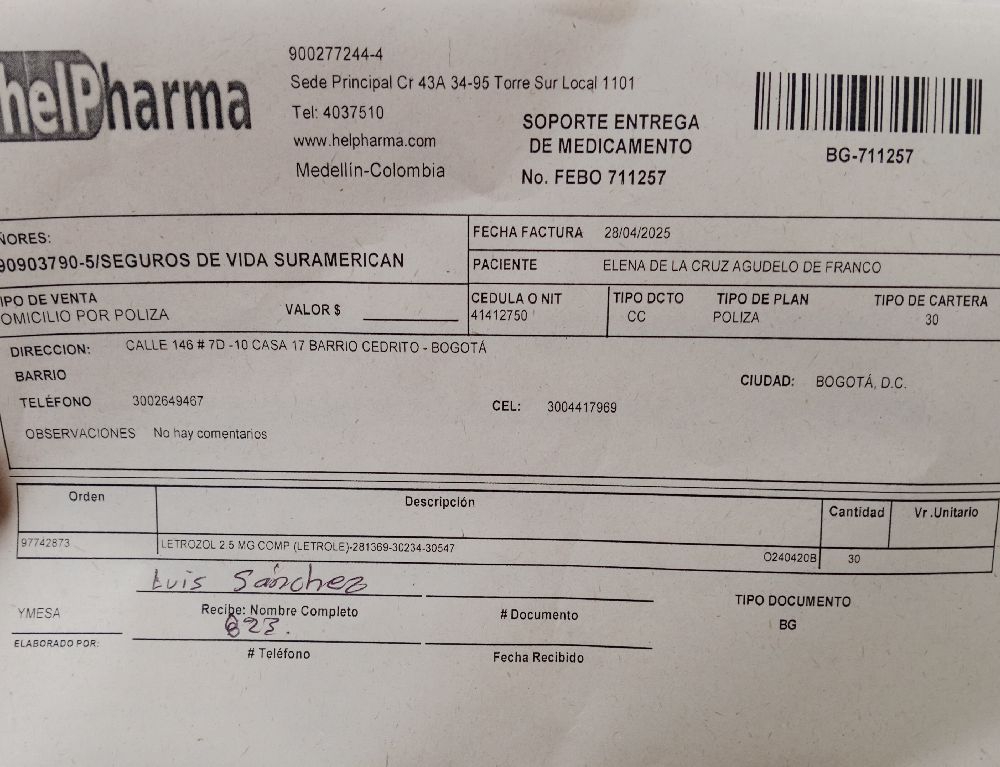 helPharma
900277244-4
Sede Principal Cr 43A 34-95 Torre Sur Local 1101
Tel: 4037510
www.helpharma.com
Medellín-Colombia
SOPORTE ENTREGA
DE MEDICAMENTO
No. FEBO 711257
BG-711257
ÑORES:
90903790-5/SEGUROS DE VIDA SURAMERICAN
FECHA FACTURA 28/04/2025
PACIENTE ELENA DE LA CRUZ AGUDELO DE FRANCO
IPO DE VENTA
OMICILIO POR POLIZA
VALOR $
CEDULA O NIT TIPO DCTO TIPO DE PLAN TIPO DE CARTERA
41412750 CC POLIZA 30
DIRECCION: CALLE 146 # 7D -10 CASA 17 BARRIO CEDRITO - BOGOTÁ
BARRIO
CIUDAD: BOGOTÁ, D.C.
TELÉFONO 3002649467
CEL: 3004417969
OBSERVACIONES No hay comentarios
Orden Descripción Cantidad Vr .Unitario
97742873 LETROZOL 2.5 MG COMP (LETROLE)-281369-30234-30547 O240420B 30
Luis Sánchez
YMESA Recibe: Nombre Completo # Documento
TIPO DOCUMENTO
BG
823.
ELABORADO POR: # Teléfono Fecha Recibido